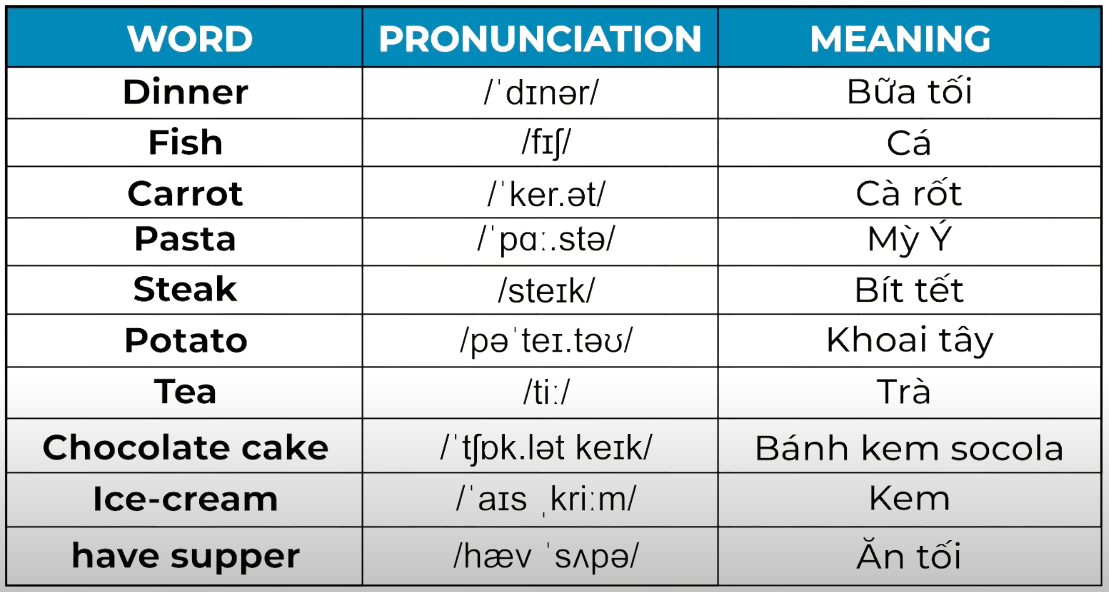 WORD PRONUNCIATION MEANING
Dinner /ˈdɪnər/ Bữa tối
Fish /fɪʃ/ Cá
Carrot /ˈker.ət/ Cà rốt
Pasta /ˈpɑː.stə/ Mỳ Ý
Steak /steɪk/ Bít tết
Potato /pəˈteɪ.təʊ/ Khoai tây
Tea /tiː/ Trà
Chocolate cake /ˈtʃɒk.lət keɪk/ Bánh kem socola
Ice-cream /ˈaɪs ˌkriːm/ Kem
have supper /hæv ˈsʌpə/ Ăn tối